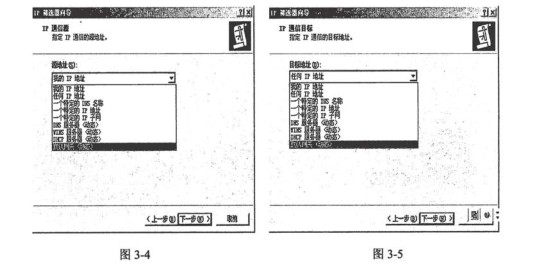 IP 筛选器向导
IP 通信源
指定 IP 通信的源地址。
源地址(S):
我的 IP 地址
我的 IP 地址
任何 IP 地址
一个特定的 DNS 名称
一个特定的 IP 地址
一个特定的 IP 子网
DNS 服务器 <动态>
WINS 服务器 <动态>
DHCP 服务器 <动态>
默认网关 <动态>
<上一步(B)
下一步(N)>
取消
图 3-4
IP 筛选器向导
IP 通信目标
指定 IP 通信的目标地址。
目标地址(D):
任何 IP 地址
我的 IP 地址
任何 IP 地址
一个特定的 DNS 名称
一个特定的 IP 地址
一个特定的 IP 子网
DNS 服务器 <动态>
WINS 服务器 <动态>
DHCP 服务器 <动态>
默认网关 <动态>
<上一步(B)
下一步(N)>
图 3-5